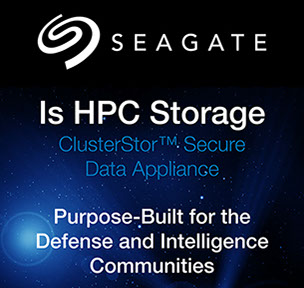 SEAGATE
Is HPC Storage
ClusterStor™ Secure
Data Appliance
Purpose-Built for the
Defense and Intelligence
Communities